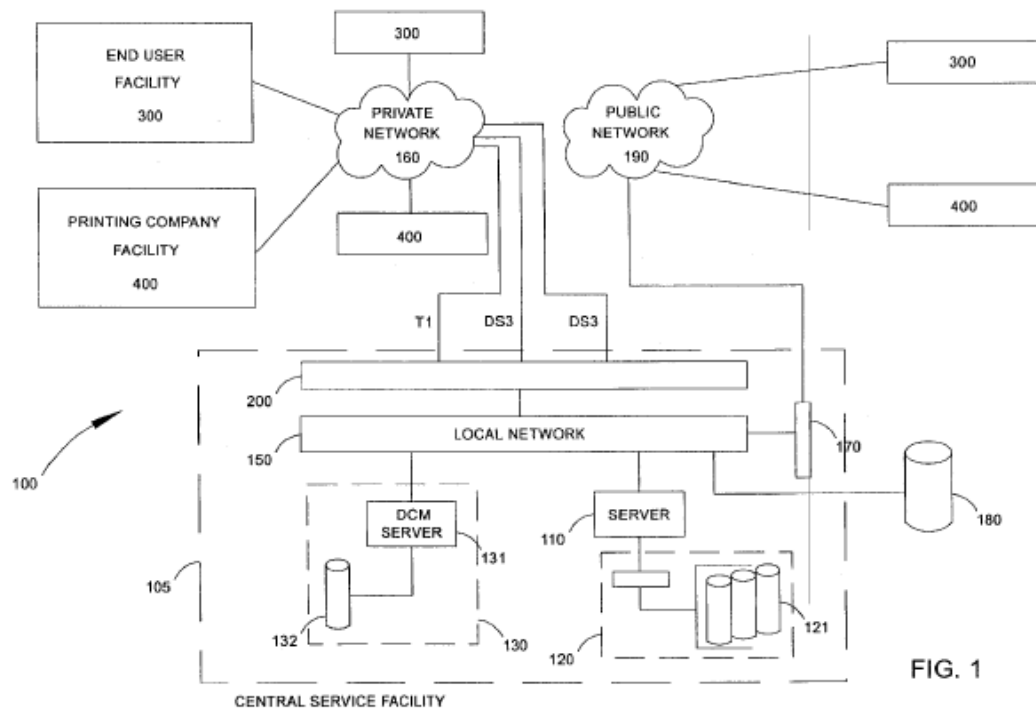 300
END USER
FACILITY
300
PRIVATE
NETWORK
160
PUBLIC
NETWORK
190
300
PRINTING COMPANY
FACILITY
400
400
400
T1
DS3
DS3
200
LOCAL NETWORK
150
170
100
DCM
SERVER
131
SERVER
110
180
105
132
130
120
121
FIG. 1
CENTRAL SERVICE FACILITY